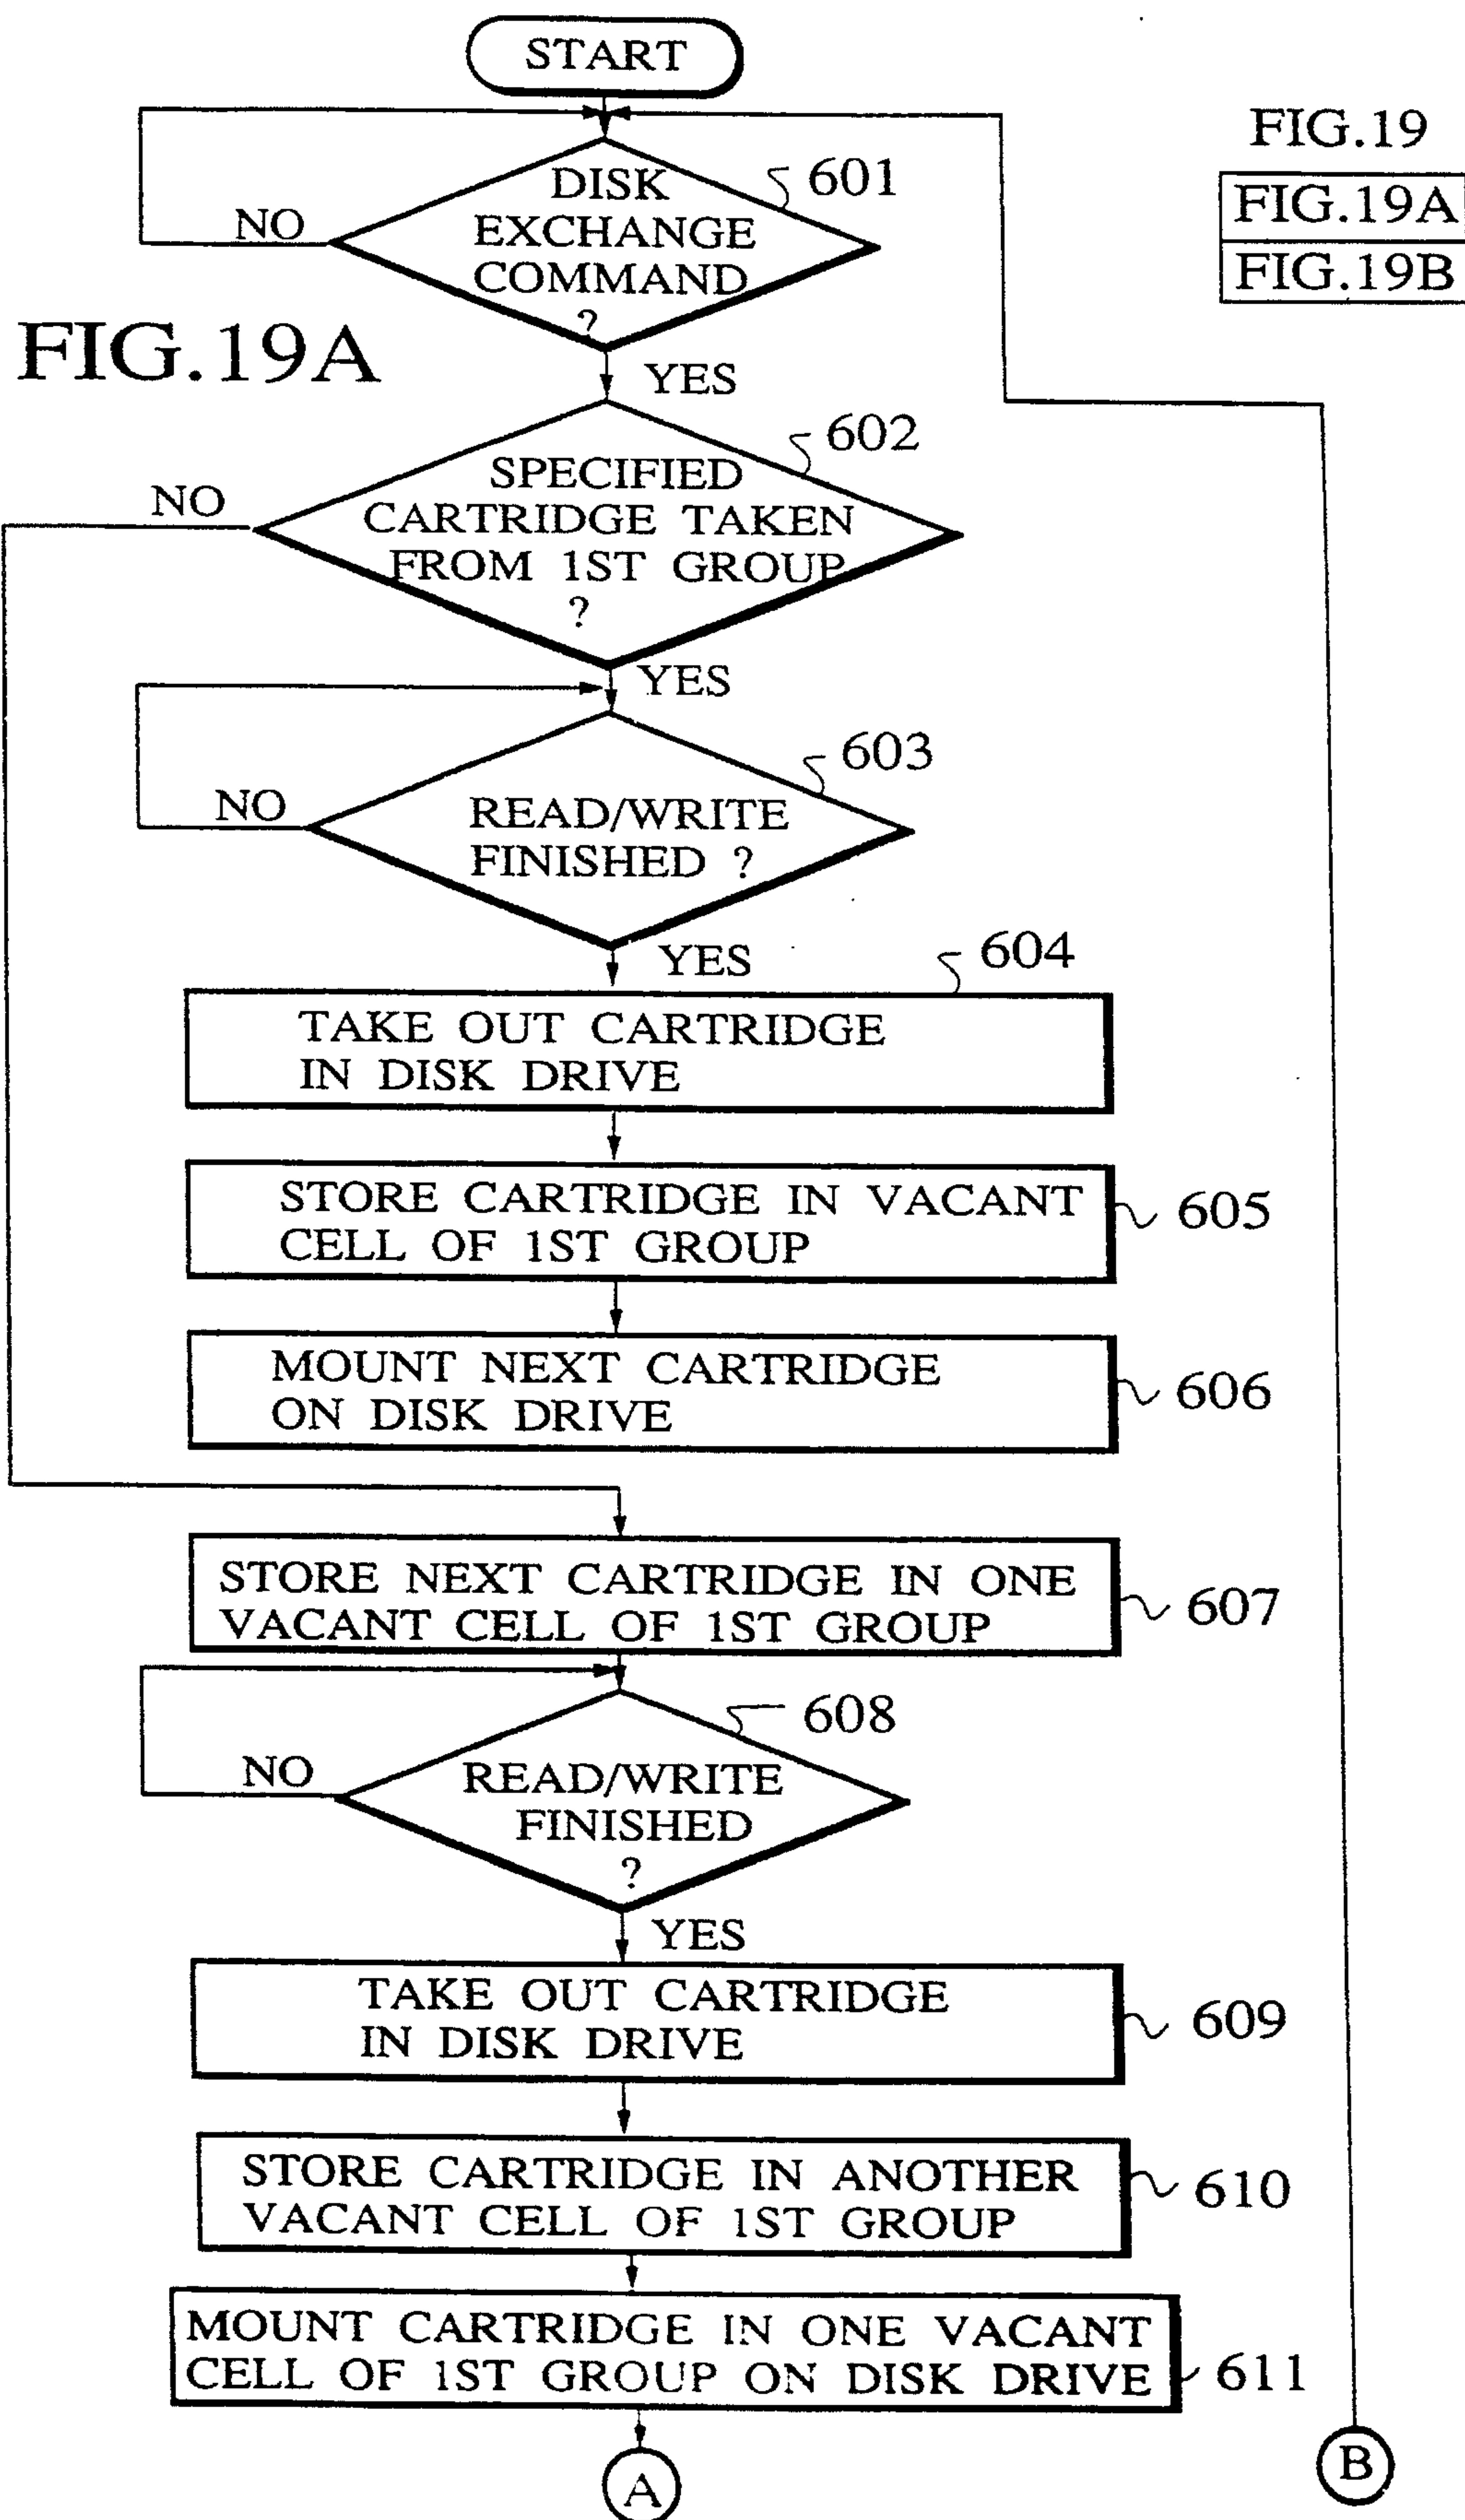 START
FIG.19
FIG.19A
FIG.19B
DISK
EXCHANGE
COMMAND
?
601
NO
FIG.19A
YES
602
SPECIFIED
CARTRIDGE TAKEN
FROM 1ST GROUP
?
NO
YES
603
READ/WRITE
FINISHED ?
NO
YES
604
TAKE OUT CARTRIDGE
IN DISK DRIVE
STORE CARTRIDGE IN VACANT
CELL OF 1ST GROUP
605
MOUNT NEXT CARTRIDGE
ON DISK DRIVE
606
STORE NEXT CARTRIDGE IN ONE
VACANT CELL OF 1ST GROUP
607
608
READ/WRITE
FINISHED
?
NO
YES
TAKE OUT CARTRIDGE
IN DISK DRIVE
609
STORE CARTRIDGE IN ANOTHER
VACANT CELL OF 1ST GROUP
610
MOUNT CARTRIDGE IN ONE VACANT
CELL OF 1ST GROUP ON DISK DRIVE
611
A
B